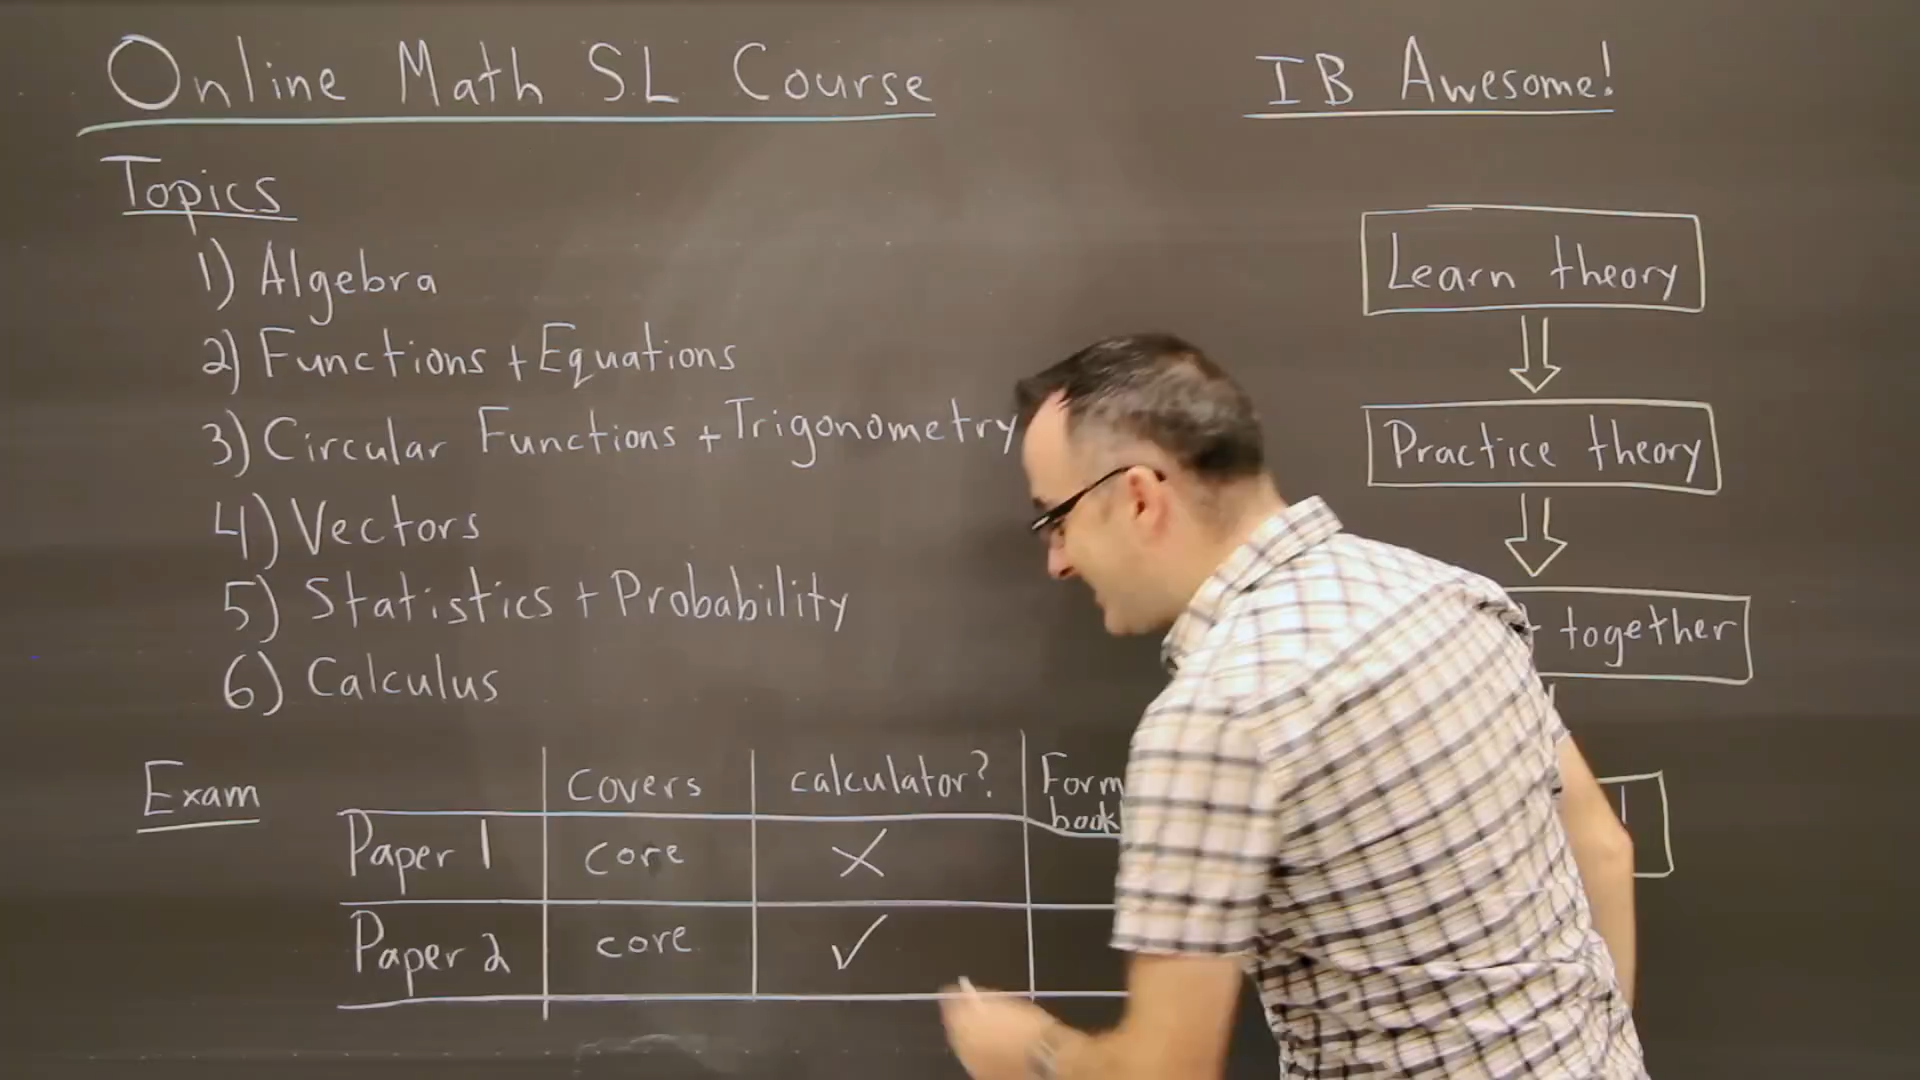 Online Math SL Course
IB Awesome!
Topics
1) Algebra
2) Functions + Equations
3) Circular Functions + Trigonometry
4) Vectors
5) Statistics + Probability
6) Calculus
Learn theory
Practice theory
together
Exam
covers calculator?
Paper 1 core X
Paper 2 core ✓